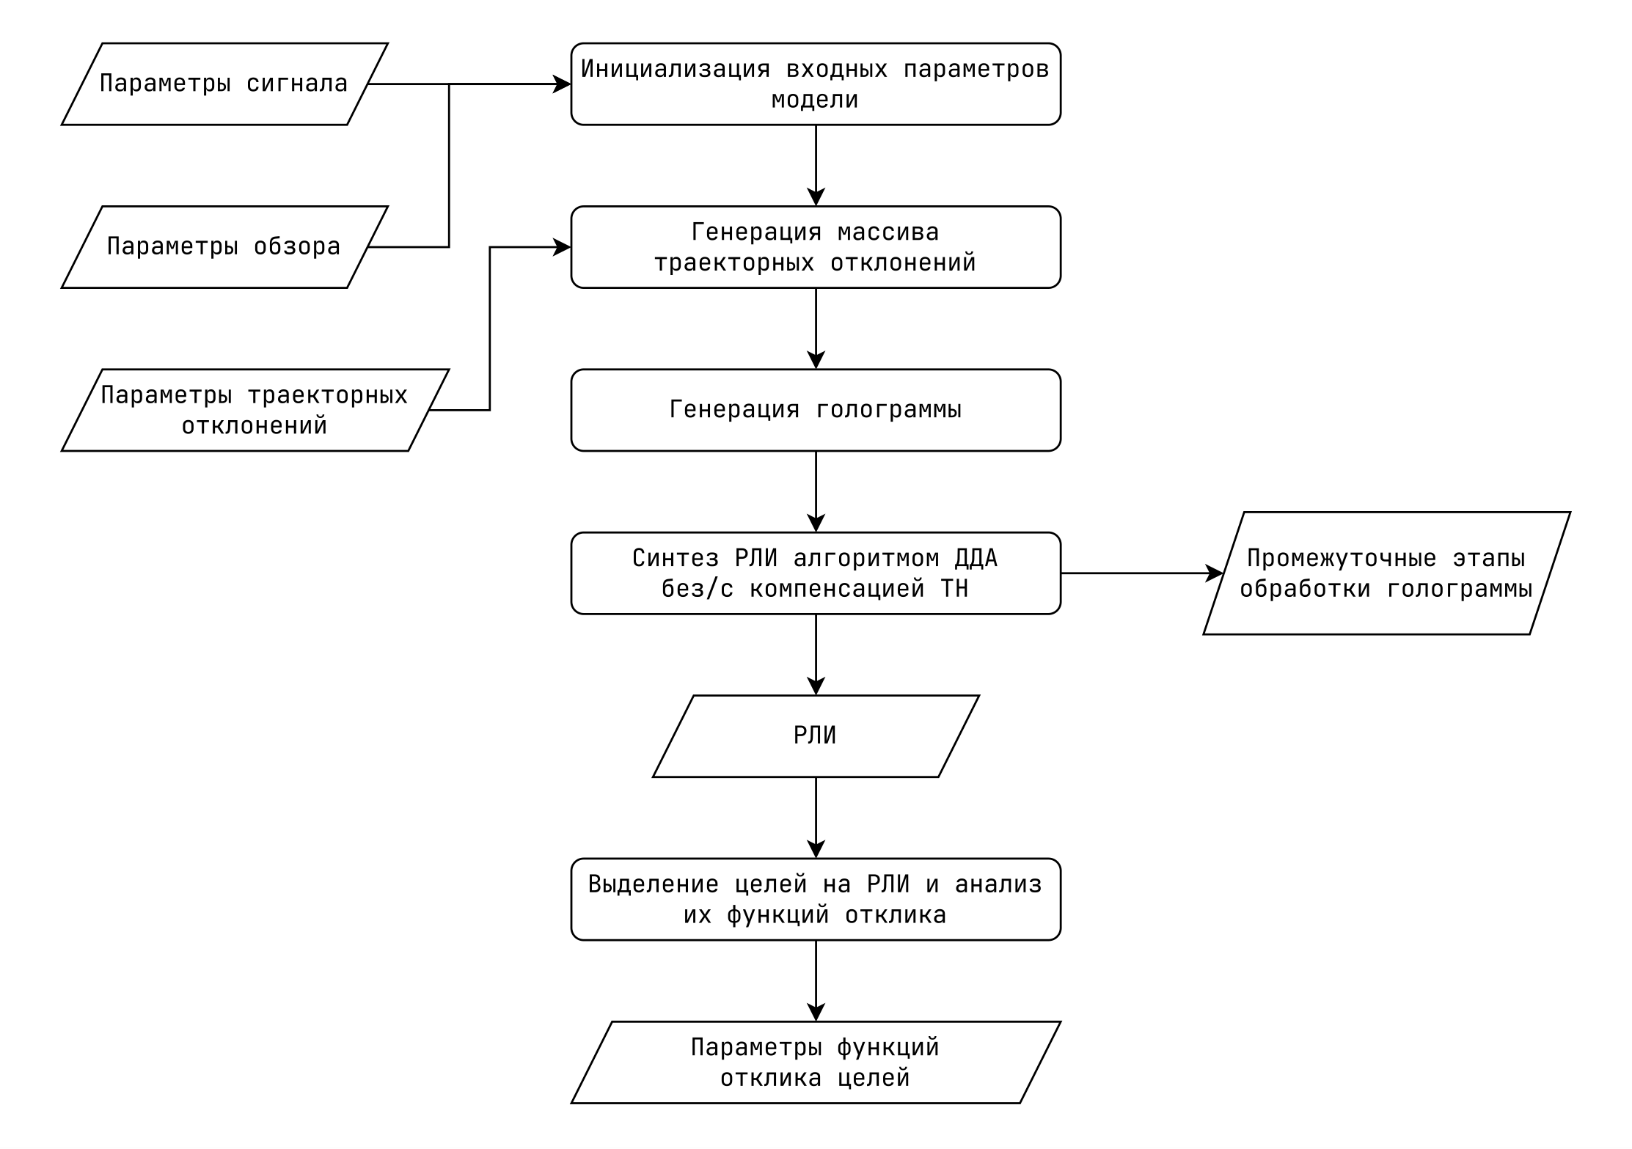 Параметры сигнала
Инициализация входных параметров
модели
Параметры обзора
Генерация массива
траекторных отклонений
Параметры траекторных
отклонений
Генерация голограммы
Синтез РЛИ алгоритмом ДДА
без/с компенсацией ТН
Промежуточные этапы
обработки голограммы
РЛИ
Выделение целей на РЛИ и анализ
их функций отклика
Параметры функций
отклика целей